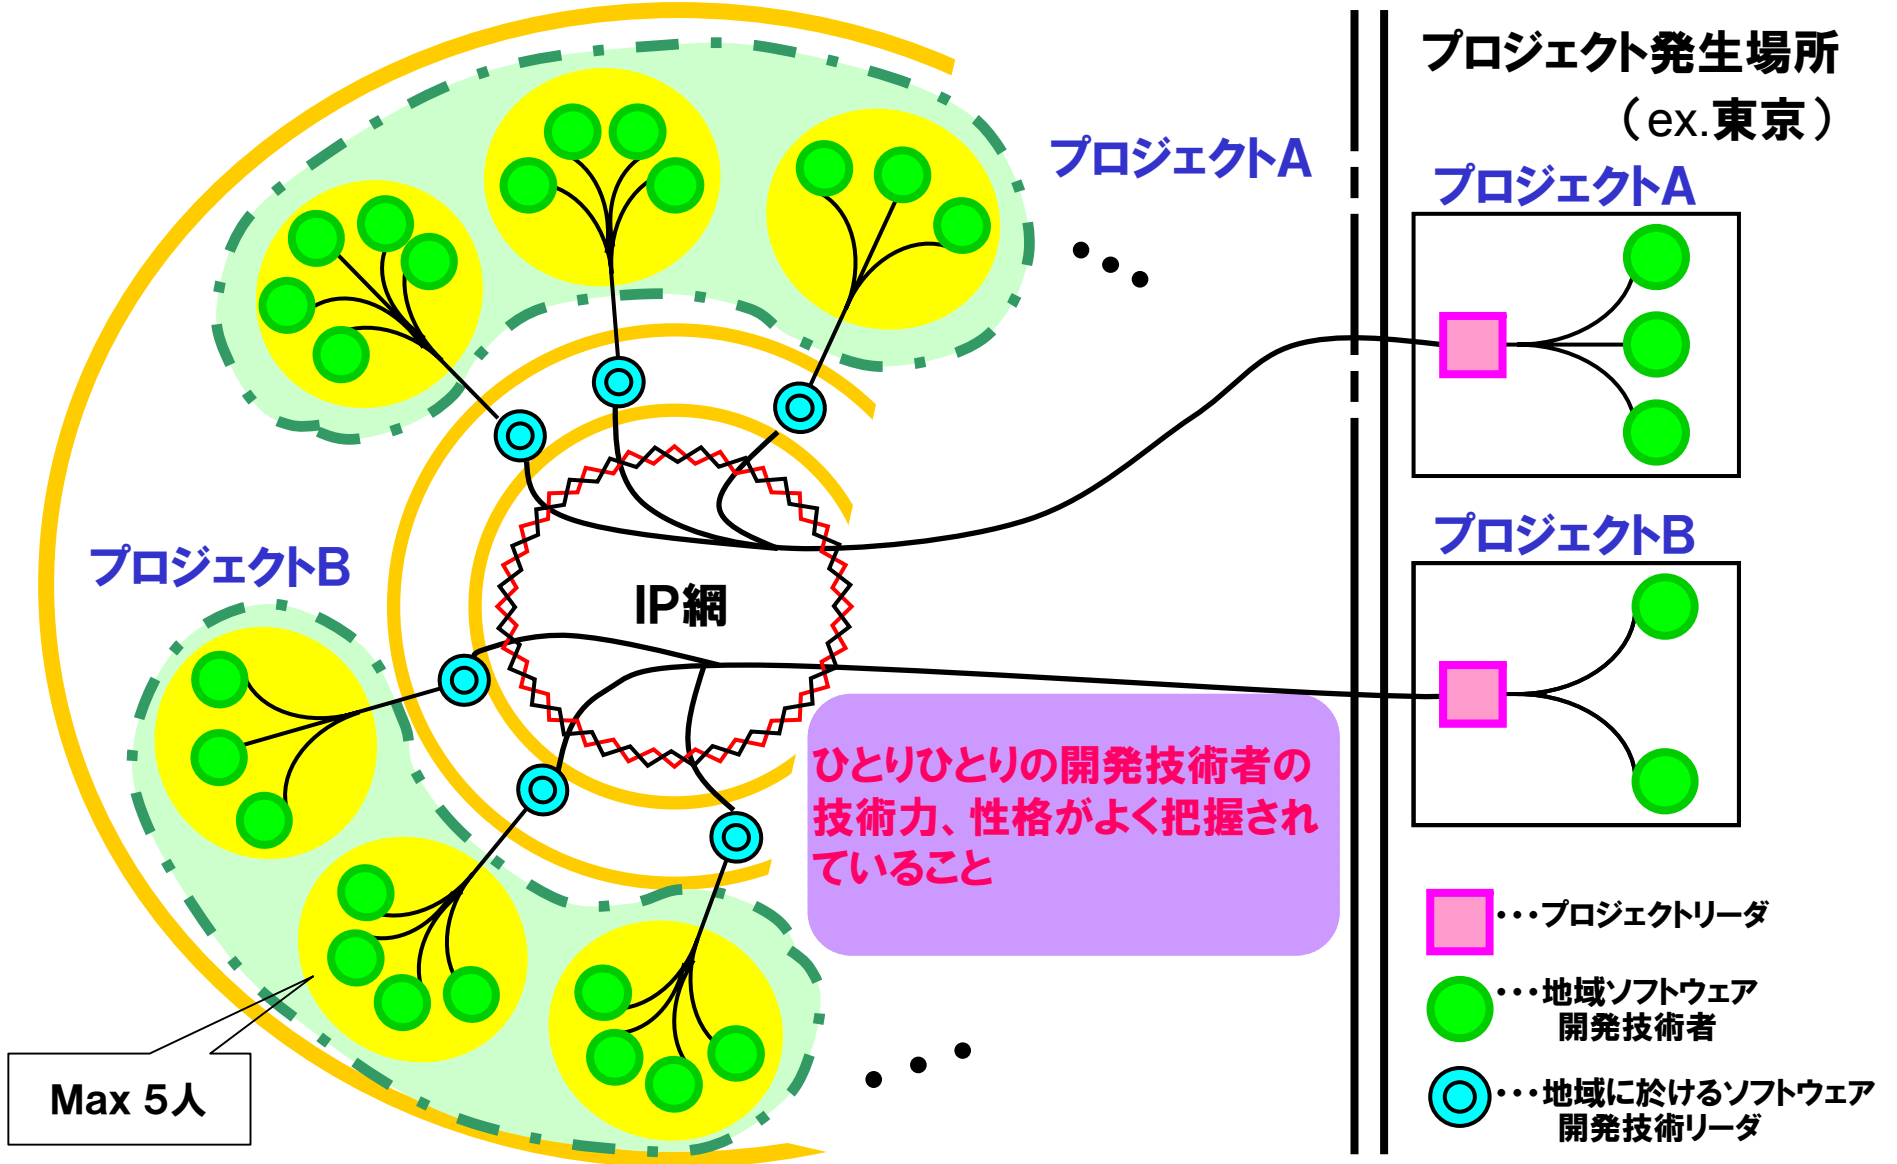 プロジェクト発生場所
（ex.東京）
プロジェクトA
プロジェクトA
プロジェクトB
プロジェクトB
IP網
ひとりひとりの開発技術者の
技術力、性格がよく把握され
ていること
Max 5人
・・・プロジェクトリーダ
・・・地域ソフトウェア
開発技術者
・・・地域に於けるソフトウェア
開発技術リーダ